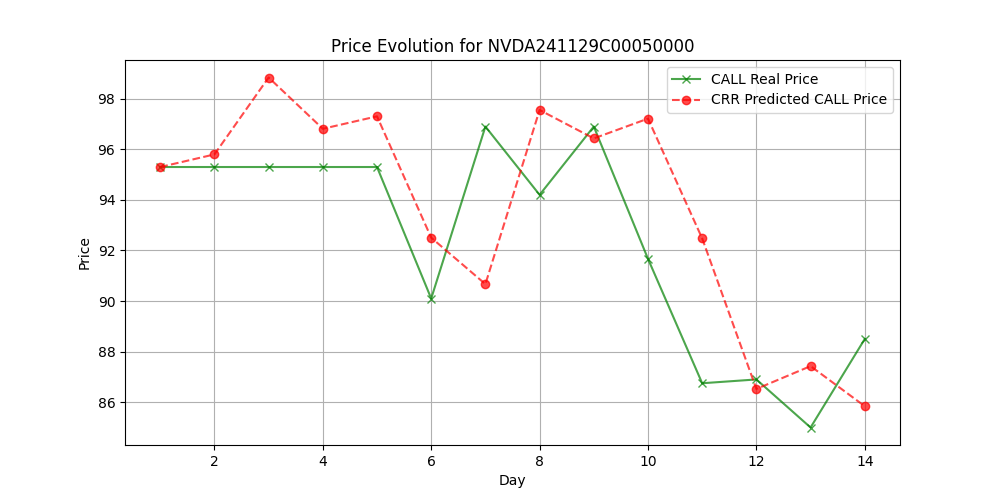 Price Evolution for NVDA241129C00050000
CALL Real Price
CRR Predicted CALL Price
Price
98
96
94
92
90
88
86
2 4 6 8 10 12 14
Day